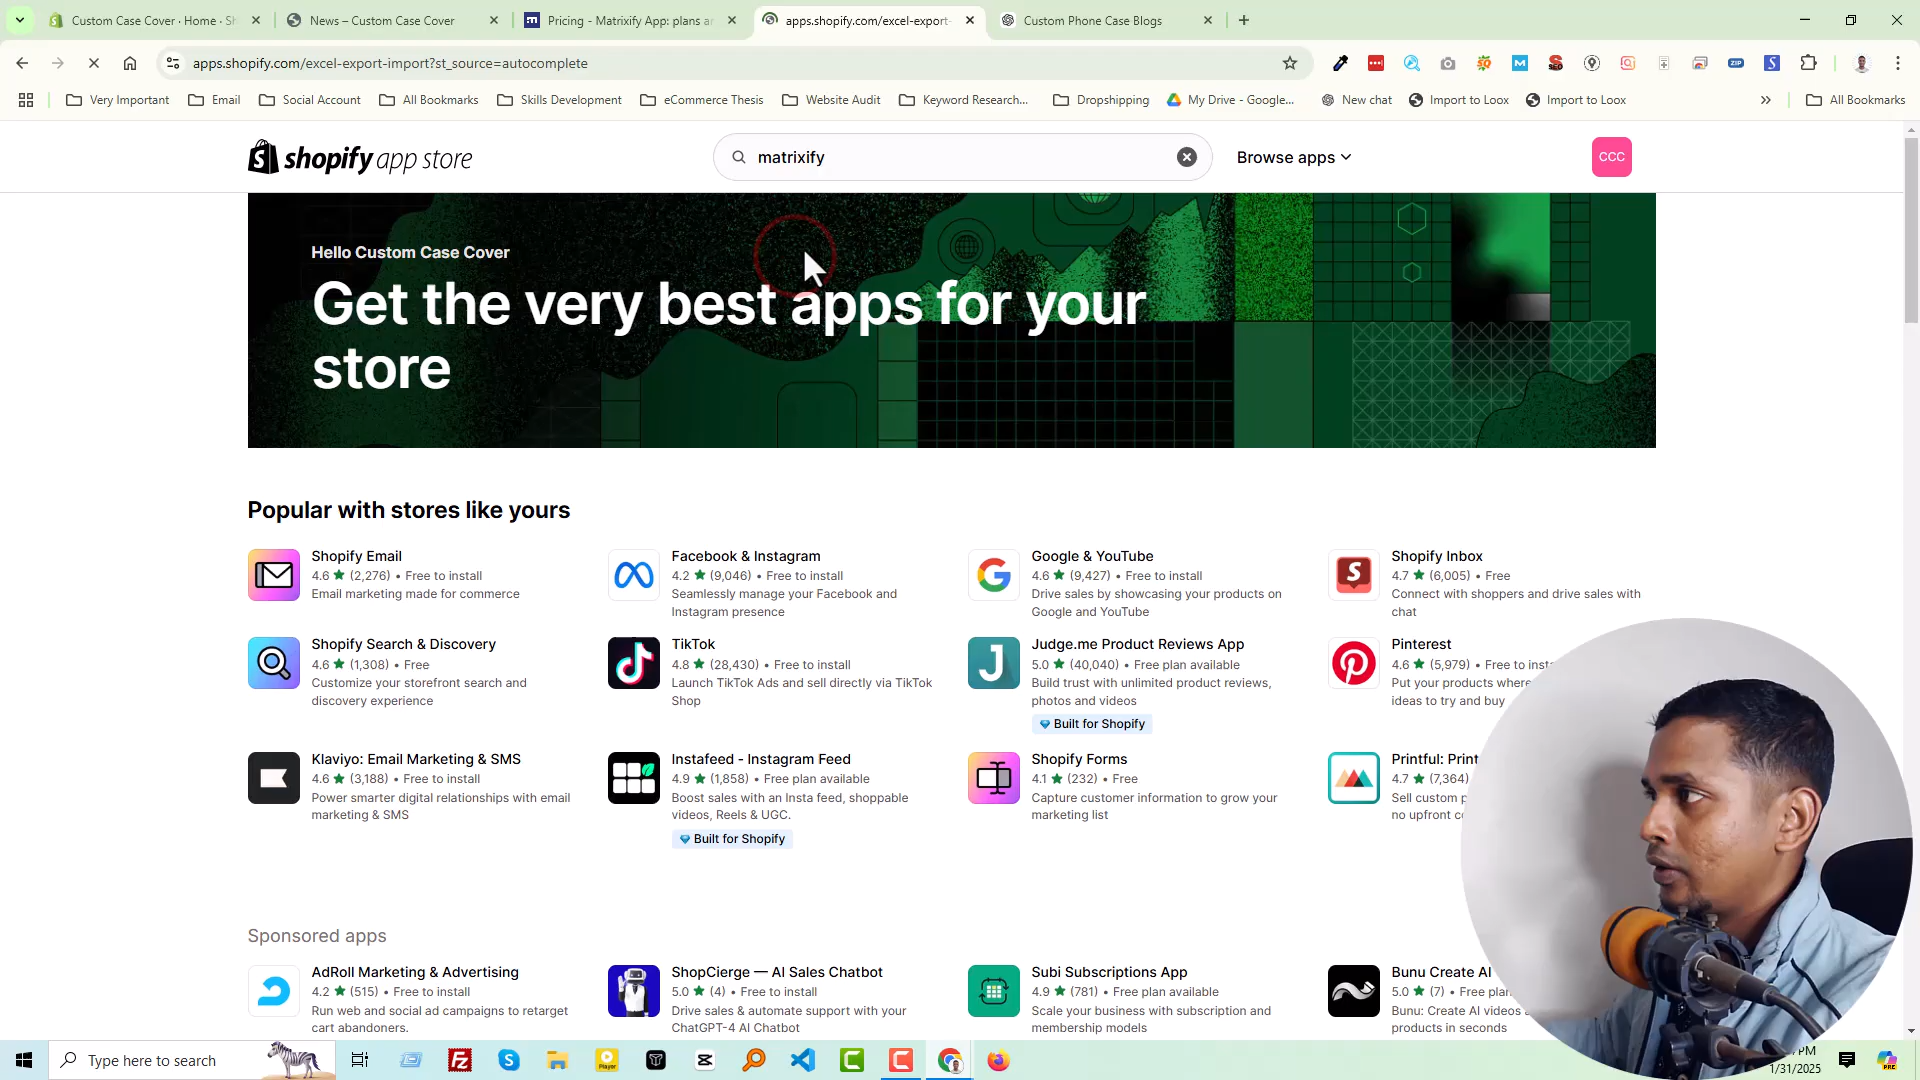 Custom Case Cover · Home · Sh
News – Custom Case Cover
Pricing - Matrixify App: plans an
apps.shopify.com/excel-export-
Custom Phone Case Blogs
apps.shopify.com/excel-export-import?st_source=autocomplete
Very Important
Email
Social Account
All Bookmarks
Skills Development
eCommerce Thesis
Website Audit
Keyword Research...
Dropshipping
My Drive - Google...
New chat
Import to Loox
Import to Loox
All Bookmarks
shopify app store
matrixify
Browse apps
CCC
Hello Custom Case Cover
Get the very best apps for your
store
Popular with stores like yours
Shopify Email
4.6 ★ (2,276) • Free to install
Email marketing made for commerce
Facebook & Instagram
4.2 ★ (9,046) • Free to install
Seamlessly manage your Facebook and
Instagram presence
Google & YouTube
4.6 ★ (9,427) • Free to install
Drive sales by showcasing your products on
Google and YouTube
Shopify Inbox
4.7 ★ (6,005) • Free
Connect with shoppers and drive sales with
chat
Shopify Search & Discovery
4.6 ★ (1,308) • Free
Customize your storefront search and
discovery experience
TikTok
4.8 ★ (28,430) • Free to install
Launch TikTok Ads and sell directly via TikTok
Shop
Judge.me Product Reviews App
5.0 ★ (40,040) • Free plan available
Build trust with unlimited product reviews,
photos and videos
Built for Shopify
Pinterest
4.6 ★ (5,979) • Free to insta
Put your products where
ideas to try and buy
Klaviyo: Email Marketing & SMS
4.6 ★ (3,188) • Free to install
Power smarter digital relationships with email
marketing & SMS
Instafeed - Instagram Feed
4.9 ★ (1,858) • Free plan available
Boost sales with an Insta feed, shoppable
videos, Reels & UGC.
Built for Shopify
Shopify Forms
4.1 ★ (232) • Free
Capture customer information to grow your
marketing list
Printful: Print
4.7 ★ (7,364)
Sell custom p
no upfront c
Sponsored apps
AdRoll Marketing & Advertising
4.2 ★ (515) • Free to install
Run web and social ad campaigns to retarget
cart abandoners.
ShopCierge — AI Sales Chatbot
5.0 ★ (4) • Free to install
Drive sales & automate support with your
ChatGPT-4 AI Chatbot
Subi Subscriptions App
4.9 ★ (781) • Free plan available
Scale your business with subscription and
membership models
Bunu Create AI
5.0 ★ (7) • Free plan
Bunu: Create AI videos
products in seconds
Type here to search
PM
1/31/2025